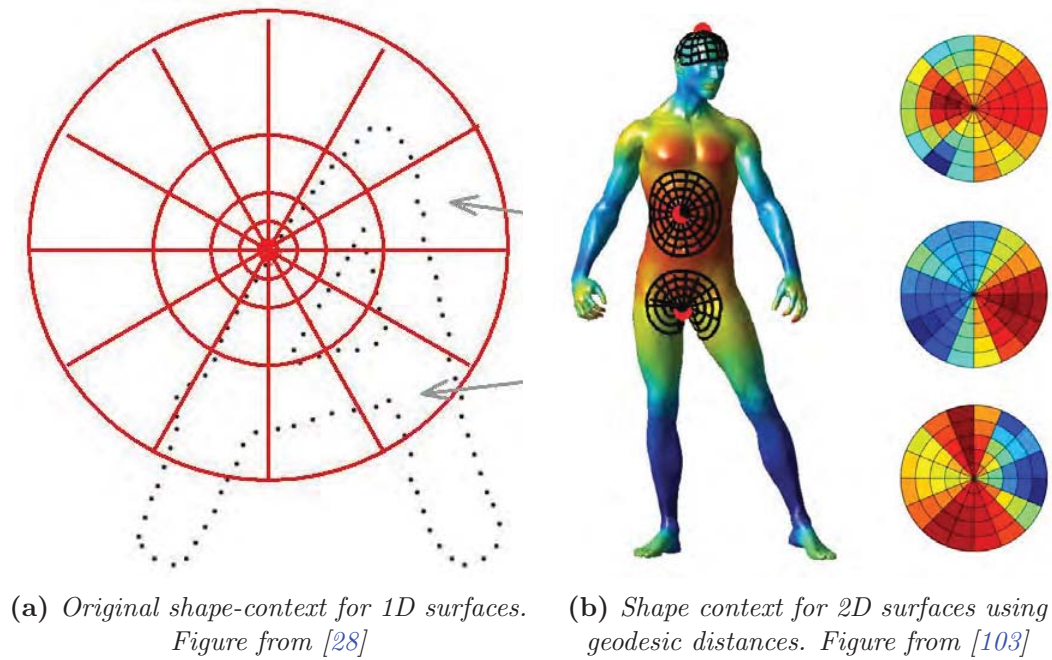 (a) Original shape-context for 1D surfaces.
Figure from [28]
(b) Shape context for 2D surfaces using
geodesic distances. Figure from [103]